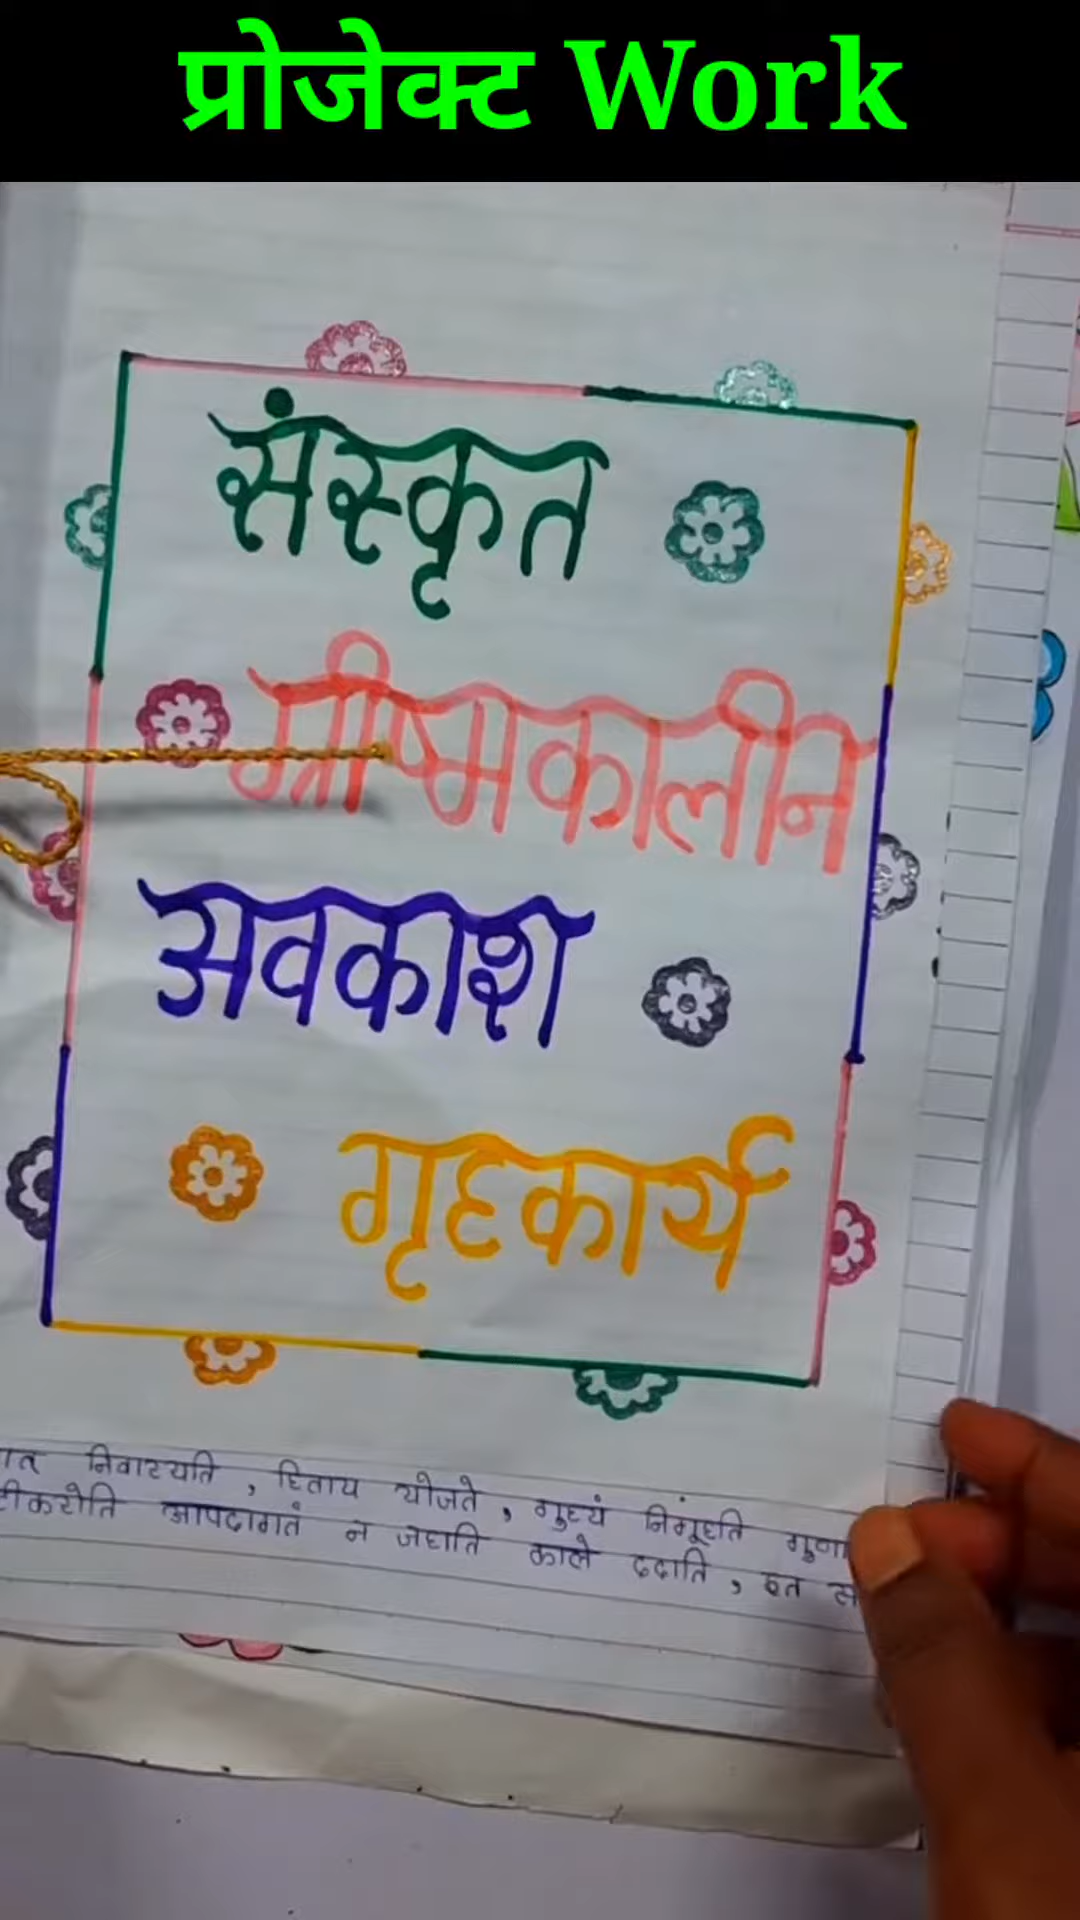 प्रोजेक्ट Work
संस्कृत
ग्रीष्मकालीन
अवकाश
गृहकार्य
निवारयति , हिताय योजते , गुह्यं निगूहति
आपदागतं न जहाति काले ददाति ,